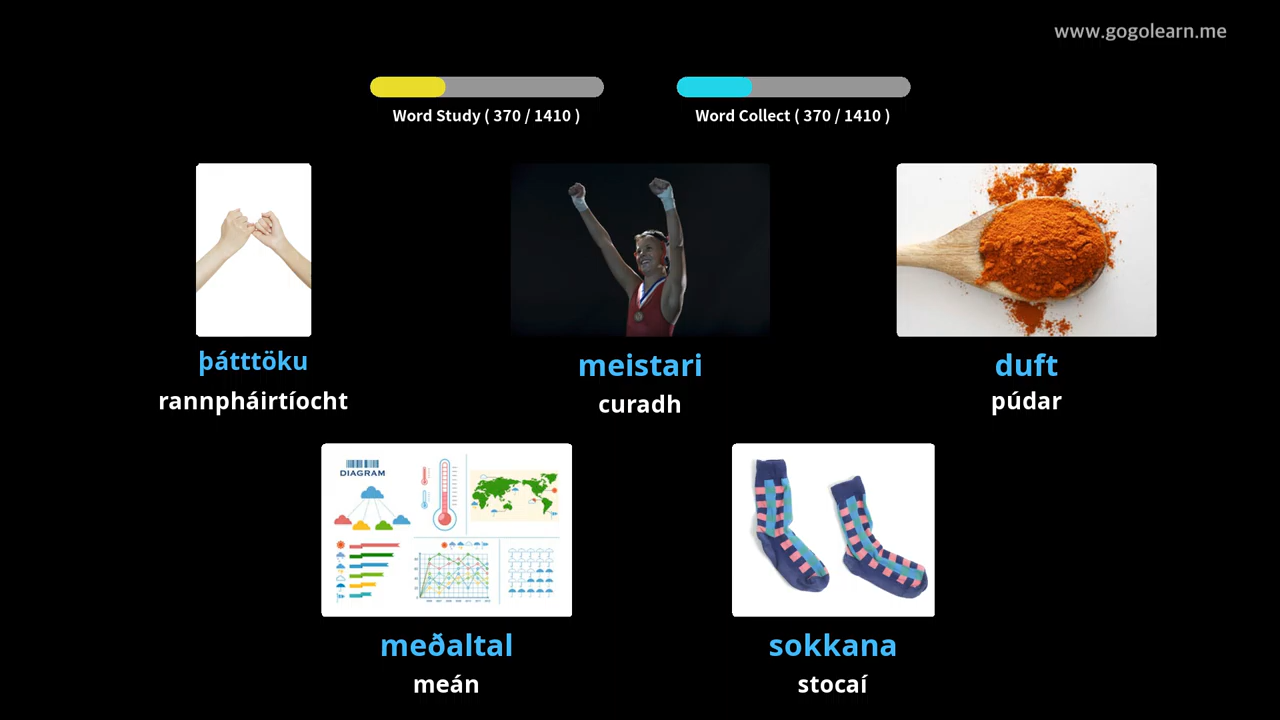 www.gogolearn.me
Word Study ( 370 / 1410 )
Word Collect ( 370 / 1410 )
þátttöku
rannpháirtíocht
meistari
curadh
duft
púdar
DIAGRAM
meðaltal
meán
sokkana
stocaí